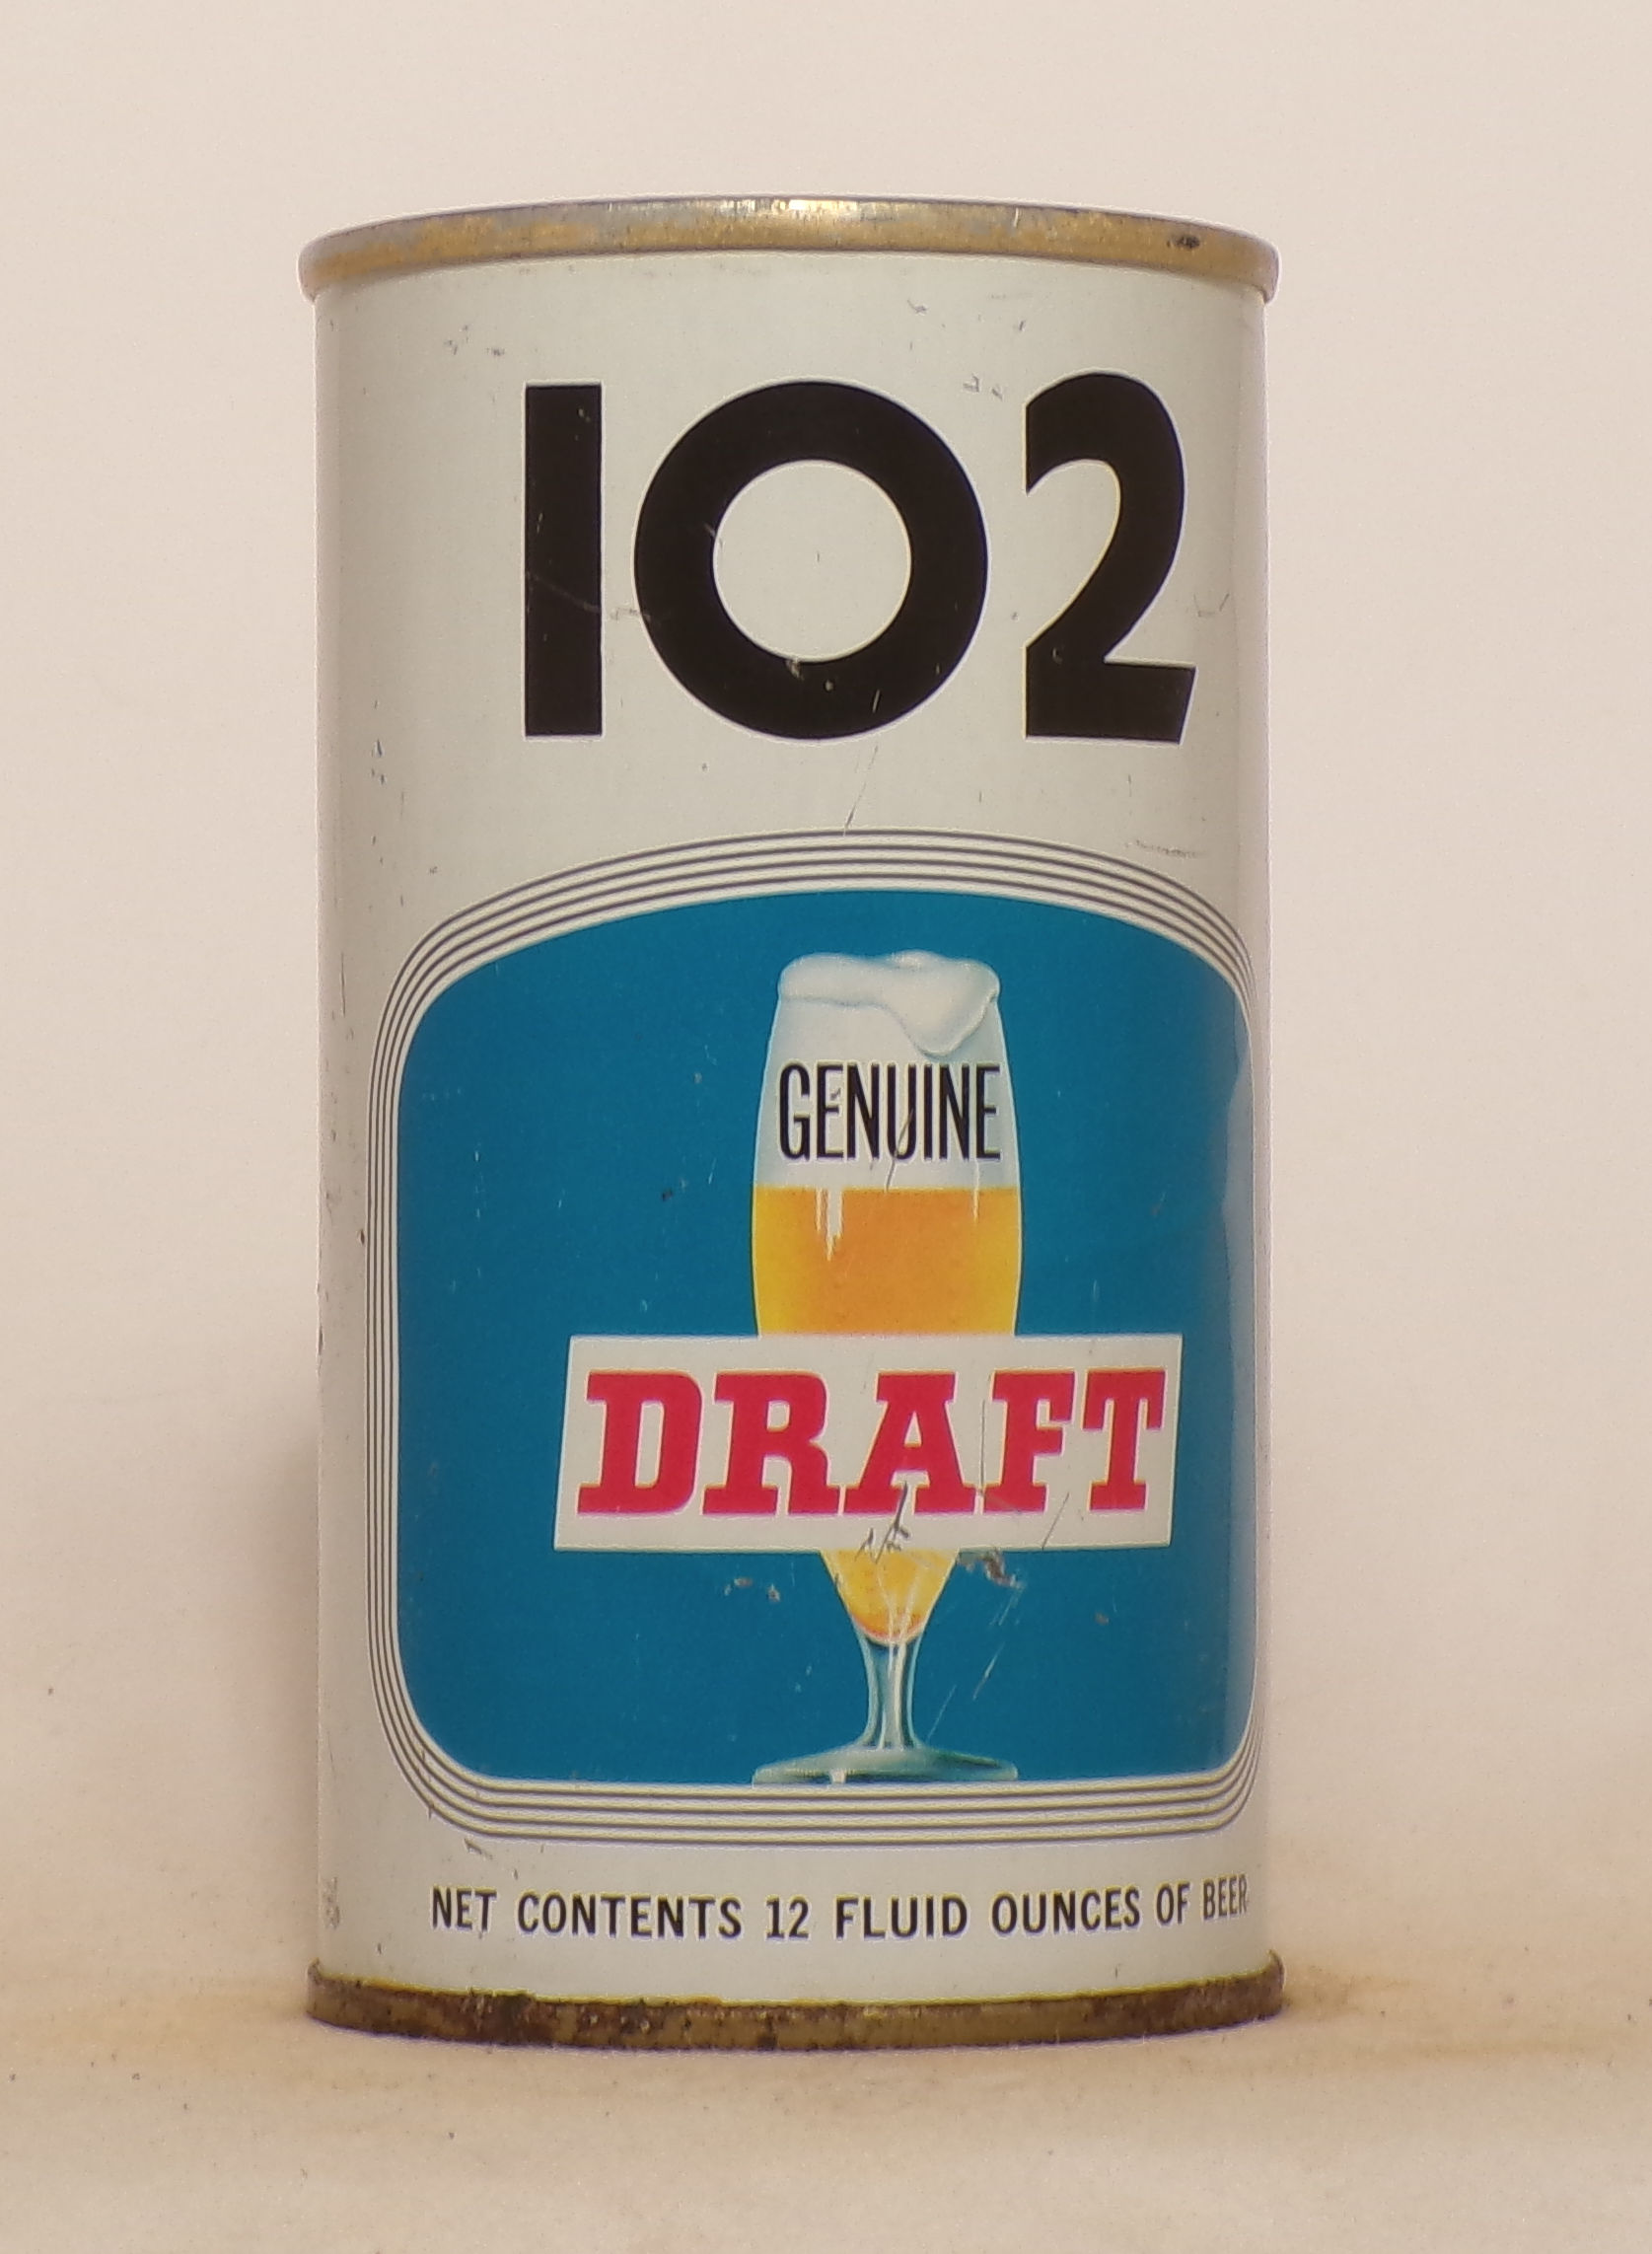 102
GENUINE
DRAFT
NET CONTENTS 12 FLUID OUNCES OF BEER